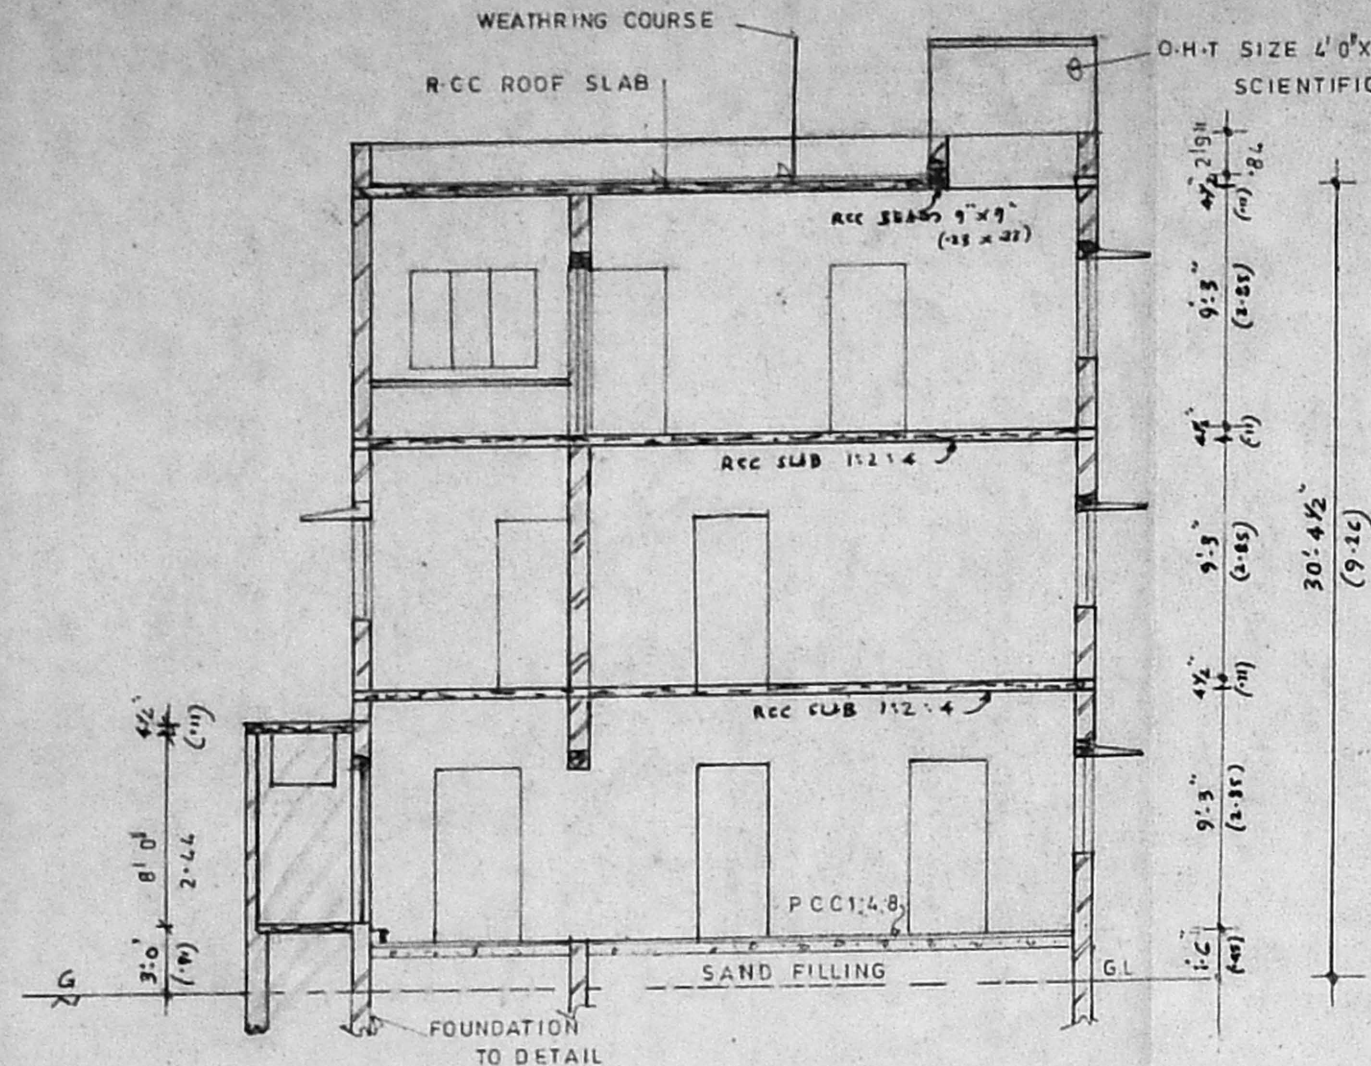 WEATHRING COURSE
O.H.T SIZE 4'0"X
SCIENTIFIC
R.CC ROOF SLAB
2'9"
.84
4½"
(.11)
RCC 9"x9"
(.23 x .23)
9'.3"
(2.85)
4½"
(.11)
RCC SLAB 1:2:4
9'.3"
(2.85)
30'.4½"
(9.26)
4½"
(.11)
RCC SLAB 1:2:4
4½"
(.11)
9'.3"
(2.85)
8'0"
2.44
P C C 1:4:8
3'.0"
(.91)
1'.6"
(.45)
SAND FILLING
G.L
G
FOUNDATION
TO DETAIL